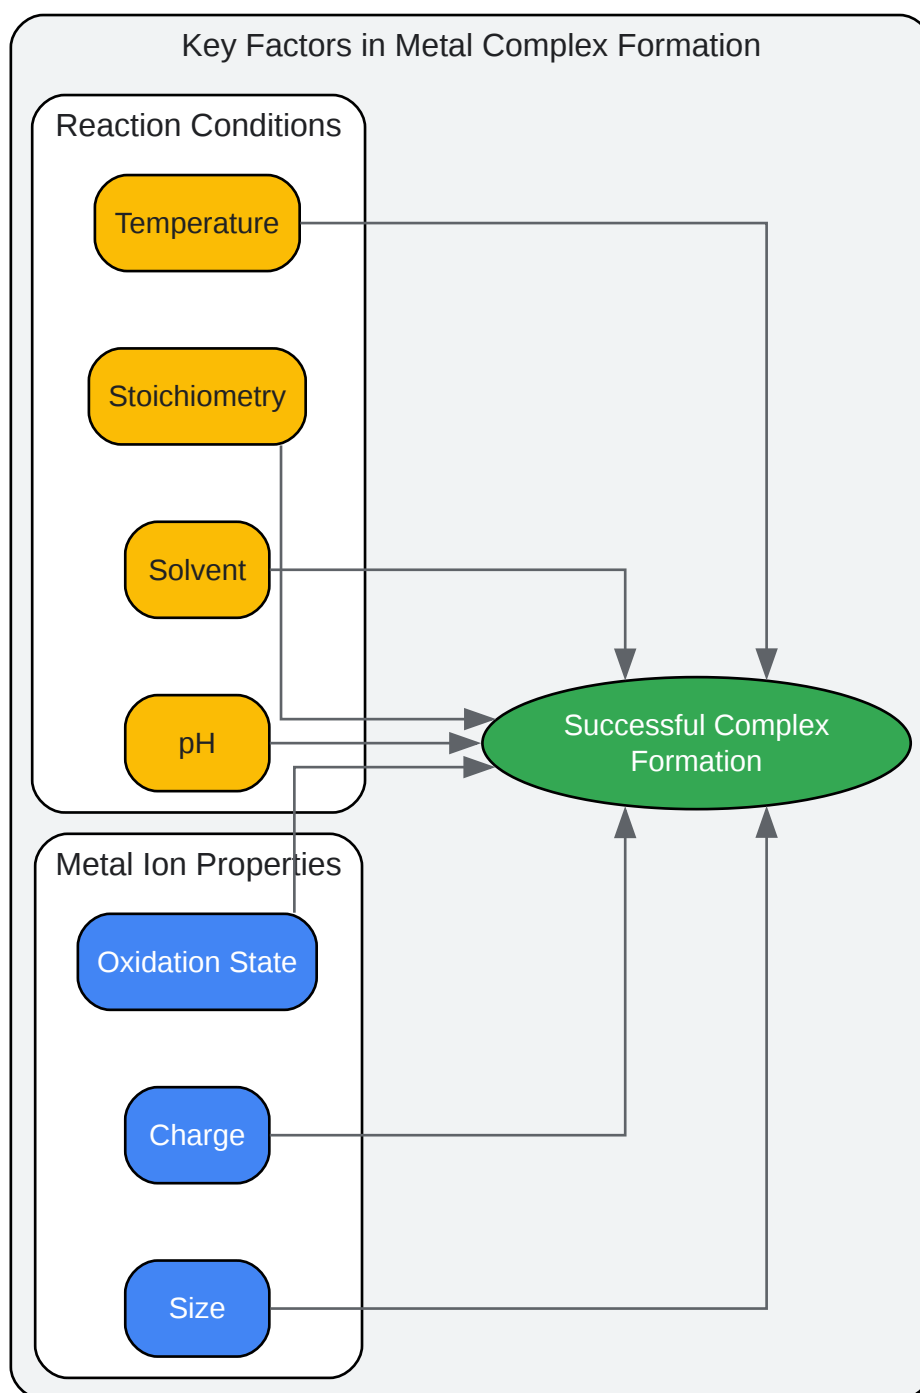 Key Factors in Metal Complex Formation
Reaction Conditions
Temperature
Stoichiometry
Solvent
pH
Successful Complex
Formation
Metal Ion Properties
Oxidation State
Charge
Size